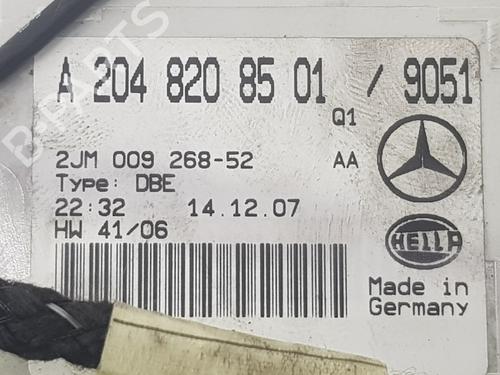 A 204 820 85 01 / 9051
Q1
2JM 009 268-52 AA
Type: DBE
22:32 14.12.07
HW 41/06
HELLA
Made in
Germany
B-PARTS